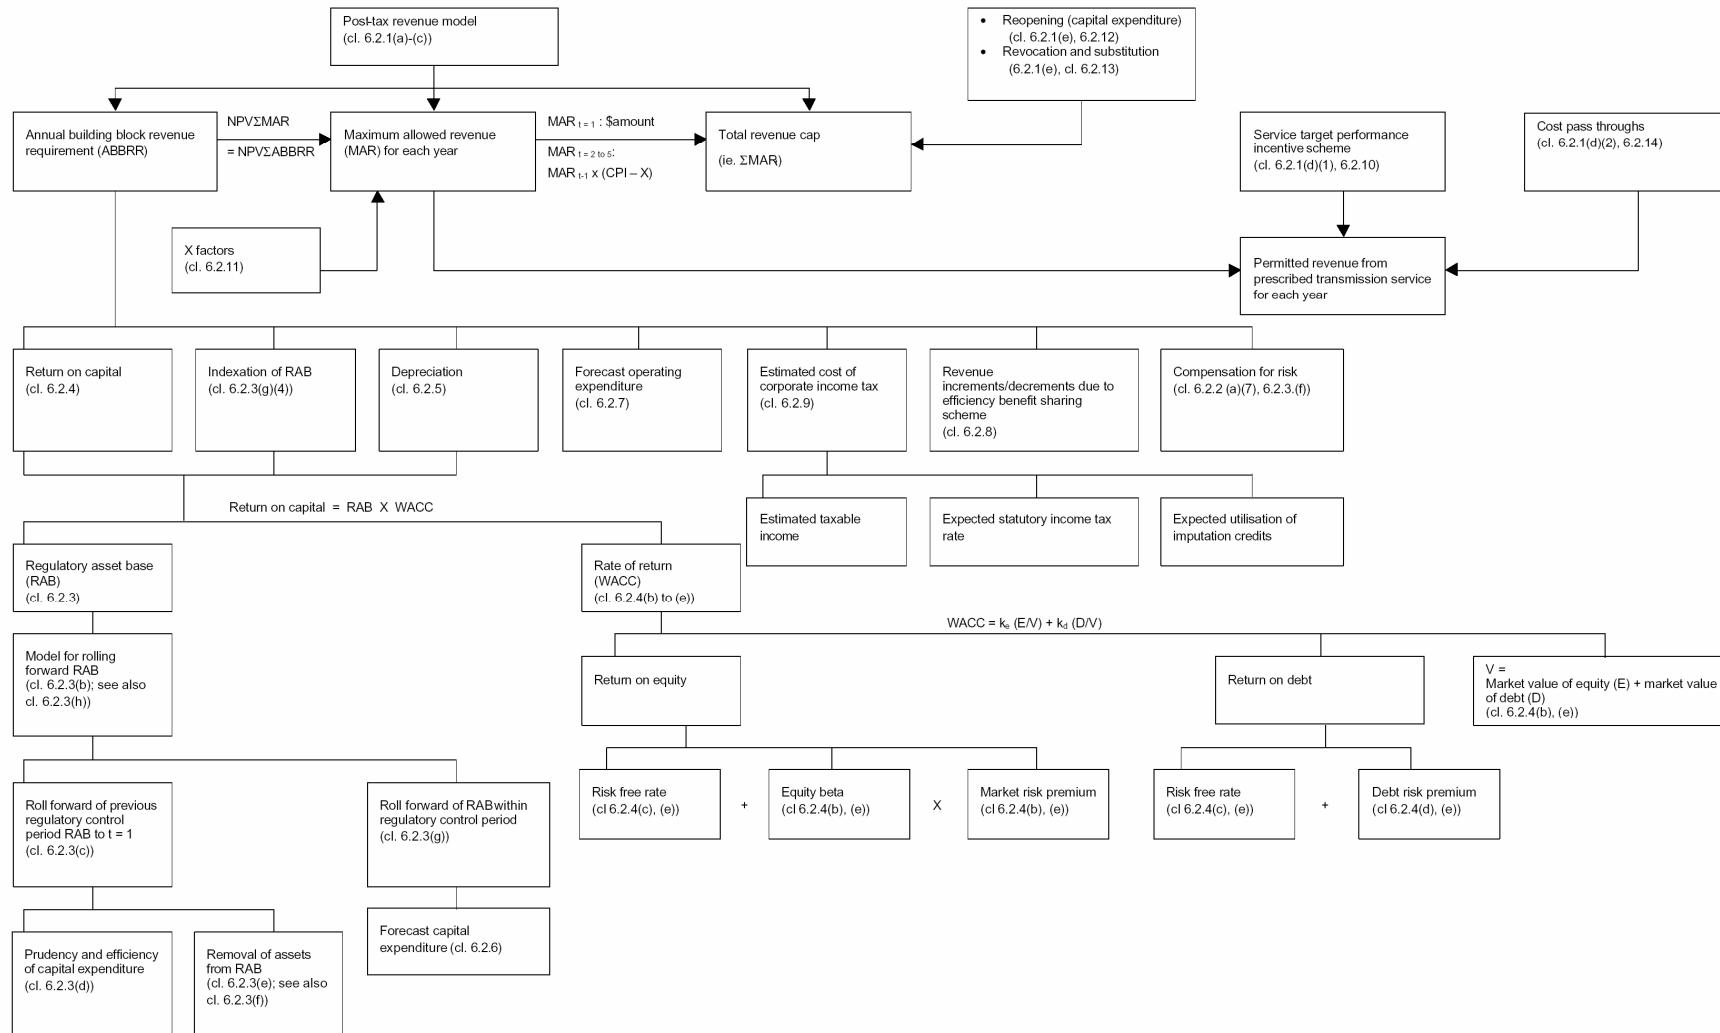 Post-tax revenue model
(cl. 6.2.1(a)-(c))
• Reopening (capital expenditure)
(cl. 6.2.1(e), 6.2.12)
• Revocation and substitution
(6.2.1(e), cl. 6.2.13)
Annual building block revenue
requirement (ABBRR)
NPVΣMAR
= NPVΣABBRR
Maximum allowed revenue
(MAR) for each year
MAR t = 1 : $amount
MAR t = 2 to 5:
MAR t-1 x (CPI – X)
Total revenue cap
(ie. ΣMAR)
Service target performance
incentive scheme
(cl. 6.2.1(d)(1), 6.2.10)
Cost pass throughs
(cl. 6.2.1(d)(2), 6.2.14)
X factors
(cl. 6.2.11)
Permitted revenue from
prescribed transmission service
for each year
Return on capital
(cl. 6.2.4)
Indexation of RAB
(cl. 6.2.3(g)(4))
Depreciation
(cl. 6.2.5)
Forecast operating
expenditure
(cl. 6.2.7)
Estimated cost of
corporate income tax
(cl. 6.2.9)
Revenue
increments/decrements due to
efficiency benefit sharing
scheme
(cl. 6.2.8)
Compensation for risk
(cl. 6.2.2 (a)(7), 6.2.3.(f))
Return on capital = RAB X WACC
Estimated taxable
income
Expected statutory income tax
rate
Expected utilisation of
imputation credits
Regulatory asset base
(RAB)
(cl. 6.2.3)
Rate of return
(WACC)
(cl. 6.2.4(b) to (e))
WACC = ke (E/V) + kd (D/V)
Model for rolling
forward RAB
(cl. 6.2.3(b); see also
cl. 6.2.3(h))
Return on equity
Return on debt
V =
Market value of equity (E) + market value
of debt (D)
(cl. 6.2.4(b), (e))
Risk free rate
(cl 6.2.4(c), (e))
+
Equity beta
(cl 6.2.4(b), (e))
X
Market risk premium
(cl 6.2.4(b), (e))
Risk free rate
(cl 6.2.4(c), (e))
+
Debt risk premium
(cl 6.2.4(d), (e))
Roll forward of previous
regulatory control
period RAB to t = 1
(cl. 6.2.3(c))
Roll forward of RAB within
regulatory control period
(cl. 6.2.3(g))
Forecast capital
expenditure (cl. 6.2.6)
Prudency and efficiency
of capital expenditure
(cl. 6.2.3(d))
Removal of assets
from RAB
(cl. 6.2.3(e); see also
cl. 6.2.3(f))